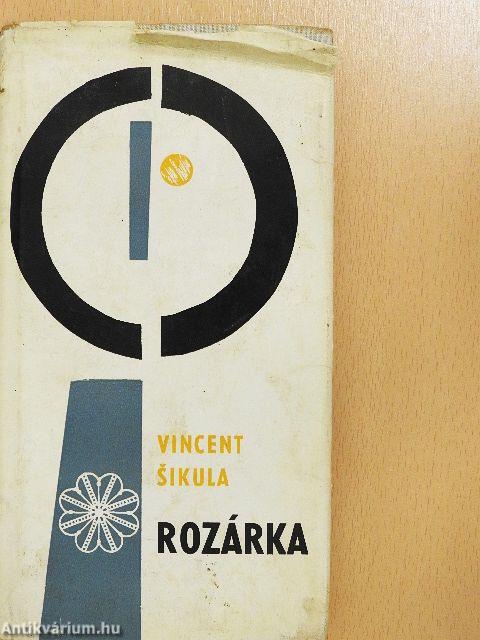 VINCENT
ŠIKULA
ROZÁRKA
Antikvárium.hu